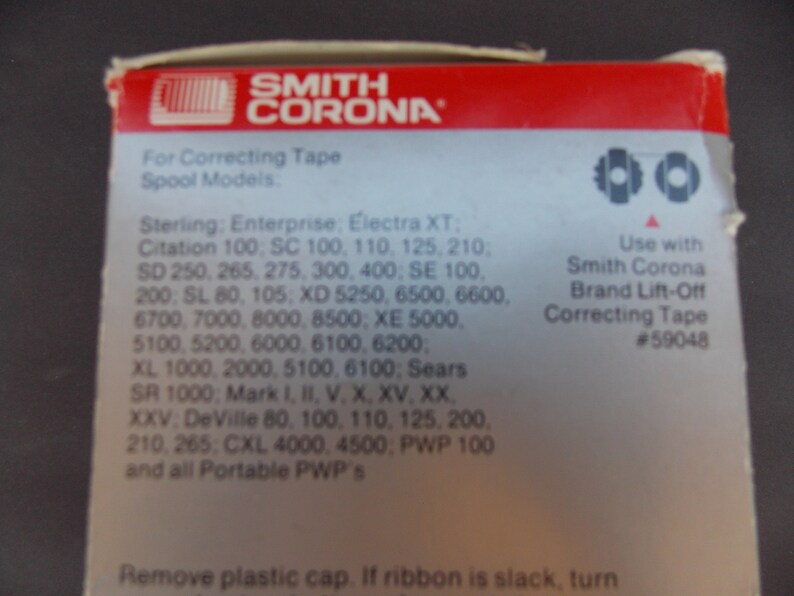 SMITH
CORONA®
For Correcting Tape
Spool Models:
Sterling; Enterprise; Electra XT;
Citation 100; SC 100, 110, 125, 210;
SD 250, 265, 275, 300, 400; SE 100,
200; SL 80, 105; XD 5250, 6500, 6600,
6700, 7000, 8000, 8500; XE 5000,
5100, 5200, 6000, 6100, 6200;
XL 1000, 2000, 5100, 6100; Sears
SR 1000; Mark I, II, V, X, XV, XX,
XXV; DeVille 80, 100, 110, 125, 200,
210, 265; CXL 4000, 4500; PWP 100
and all Portable PWP's
Use with
Smith Corona
Brand Lift-Off
Correcting Tape
#59048
Remove plastic cap. If ribbon is slack, turn